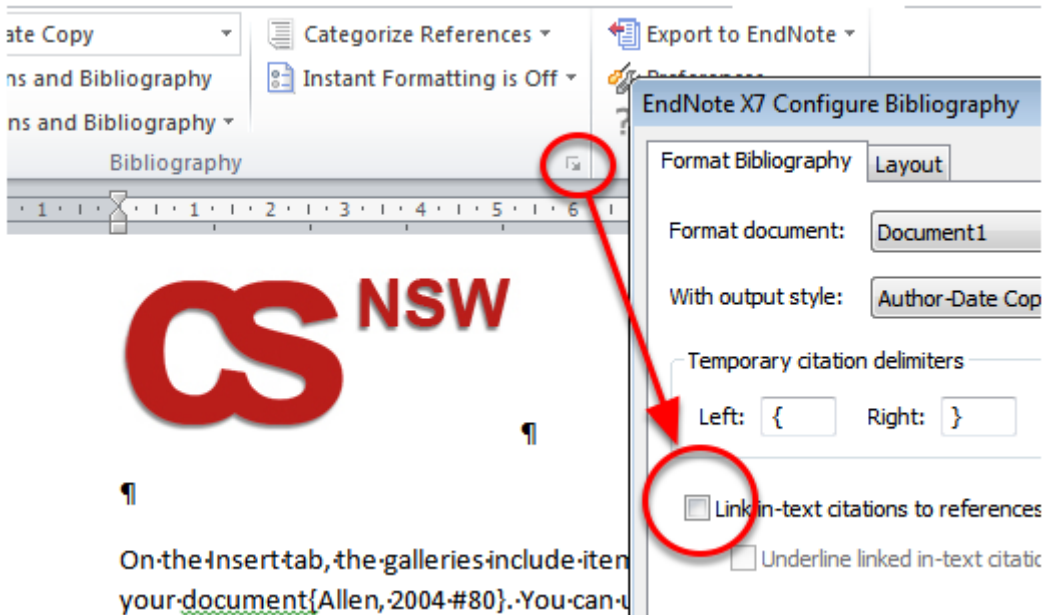 ate Copy
Categorize References
Export to EndNote
ns and Bibliography
Instant Formatting is Off
Preferences
ns and Bibliography
?
Bibliography
1 1 2 3 4 5 6
CS NSW
¶
¶
On·the·Insert·tab,·the·galleries·include·item
your·document{Allen,·2004·#80}.·You·can·u
EndNote X7 Configure Bibliography
Format Bibliography
Layout
Format document:
Document1
With output style:
Author-Date Cop
Temporary citation delimiters
Left: { Right: }
Link in-text citations to references
Underline linked in-text citatio